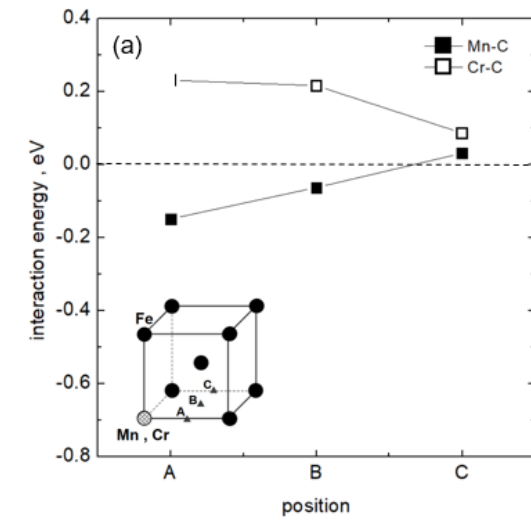 (a)
Mn-C
Cr-C
0.4
0.2
0.0
-0.2
-0.4
-0.6
-0.8
interaction energy , eV
Fe
C
B
A
Mn , Cr
A B C
position